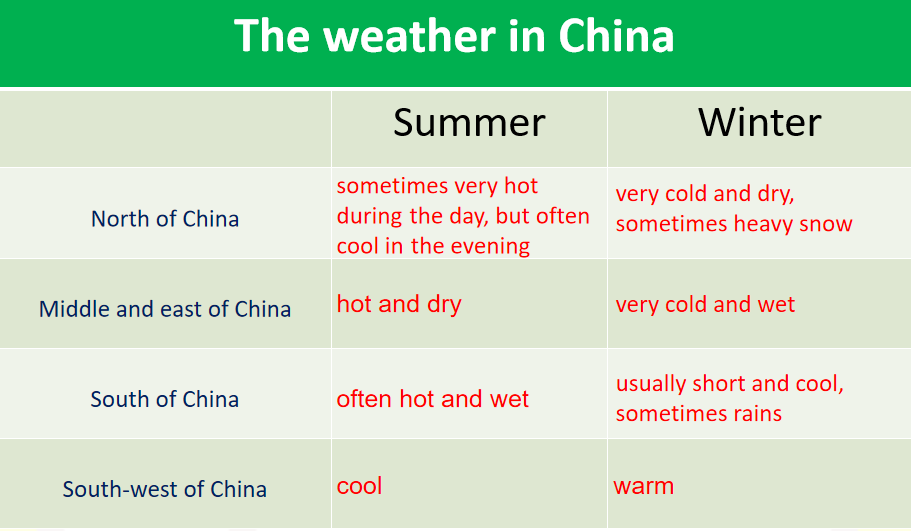 The weather in China
Summer
Winter
North of China
sometimes very hot
during the day, but often
cool in the evening
very cold and dry,
sometimes heavy snow
Middle and east of China
hot and dry
very cold and wet
South of China
often hot and wet
usually short and cool,
sometimes rains
South-west of China
cool
warm